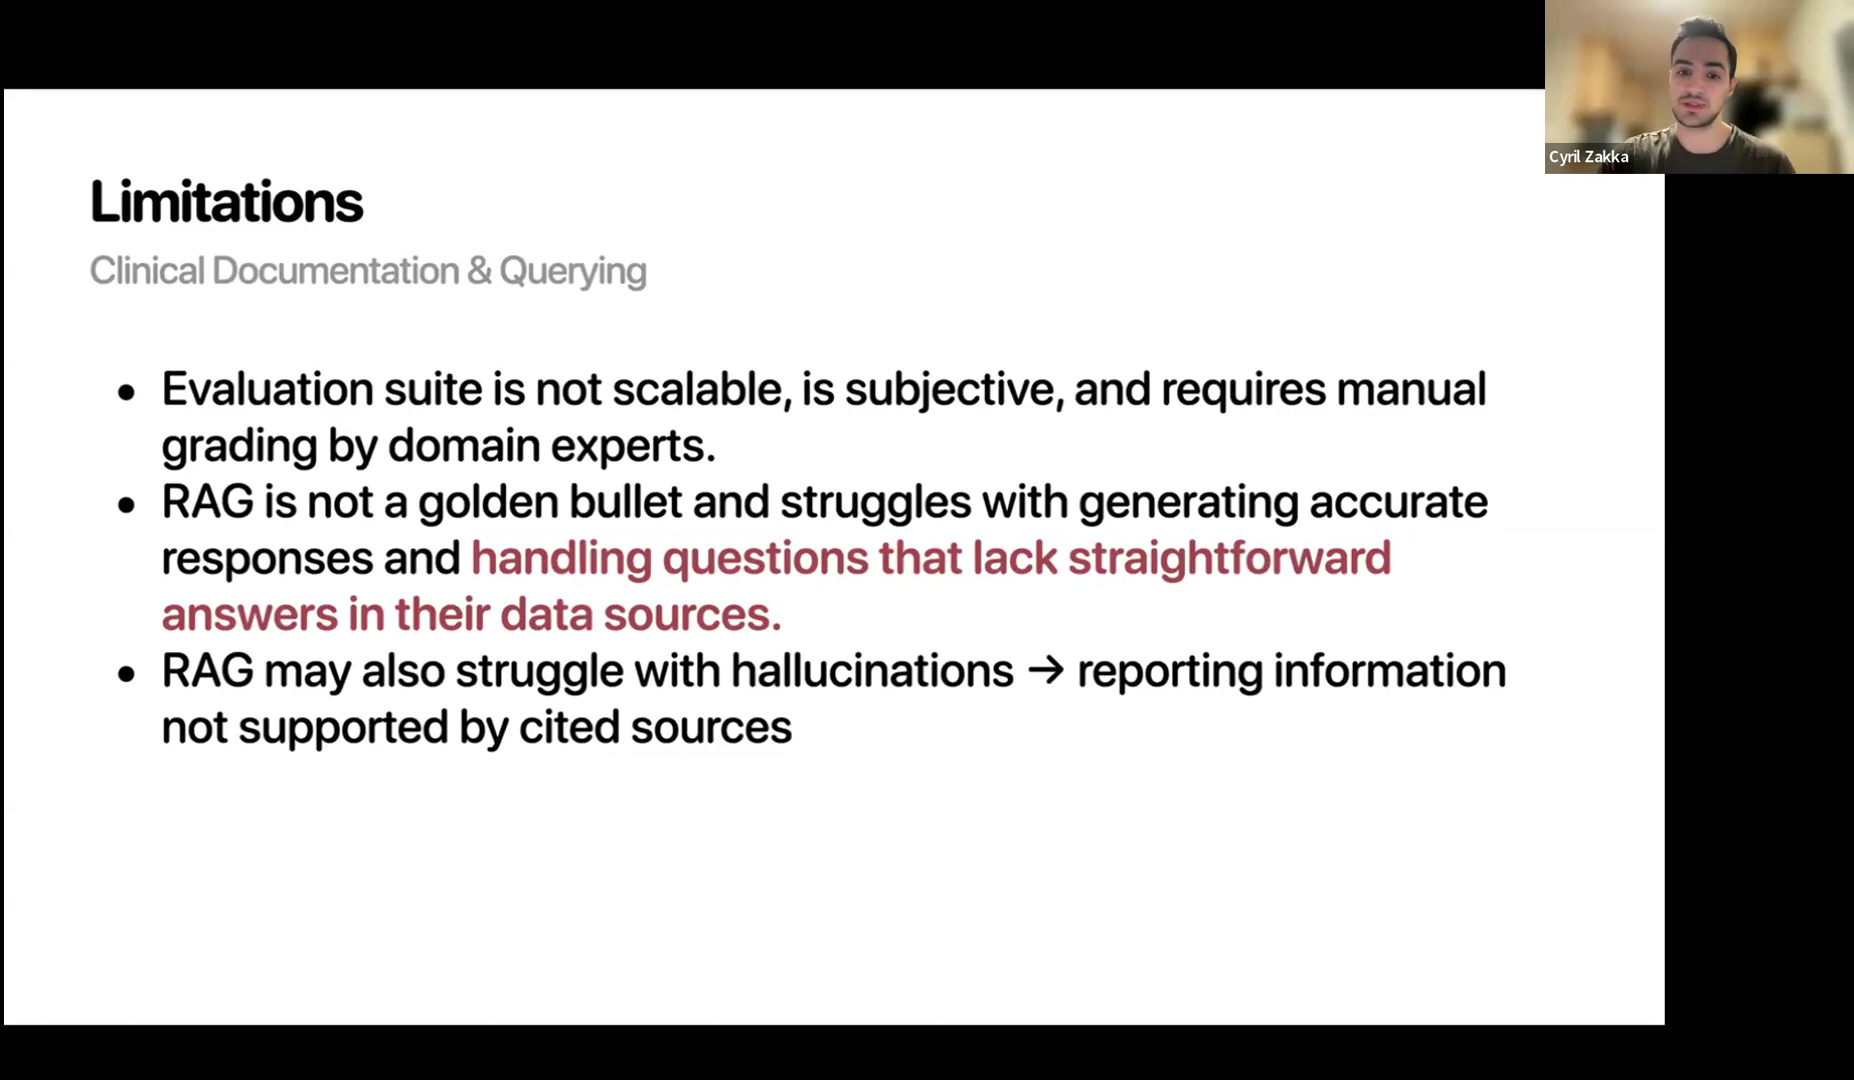 Cyril Zakka
Limitations
Clinical Documentation & Querying
• Evaluation suite is not scalable, is subjective, and requires manual
grading by domain experts.
• RAG is not a golden bullet and struggles with generating accurate
responses and handling questions that lack straightforward
answers in their data sources.
• RAG may also struggle with hallucinations → reporting information
not supported by cited sources